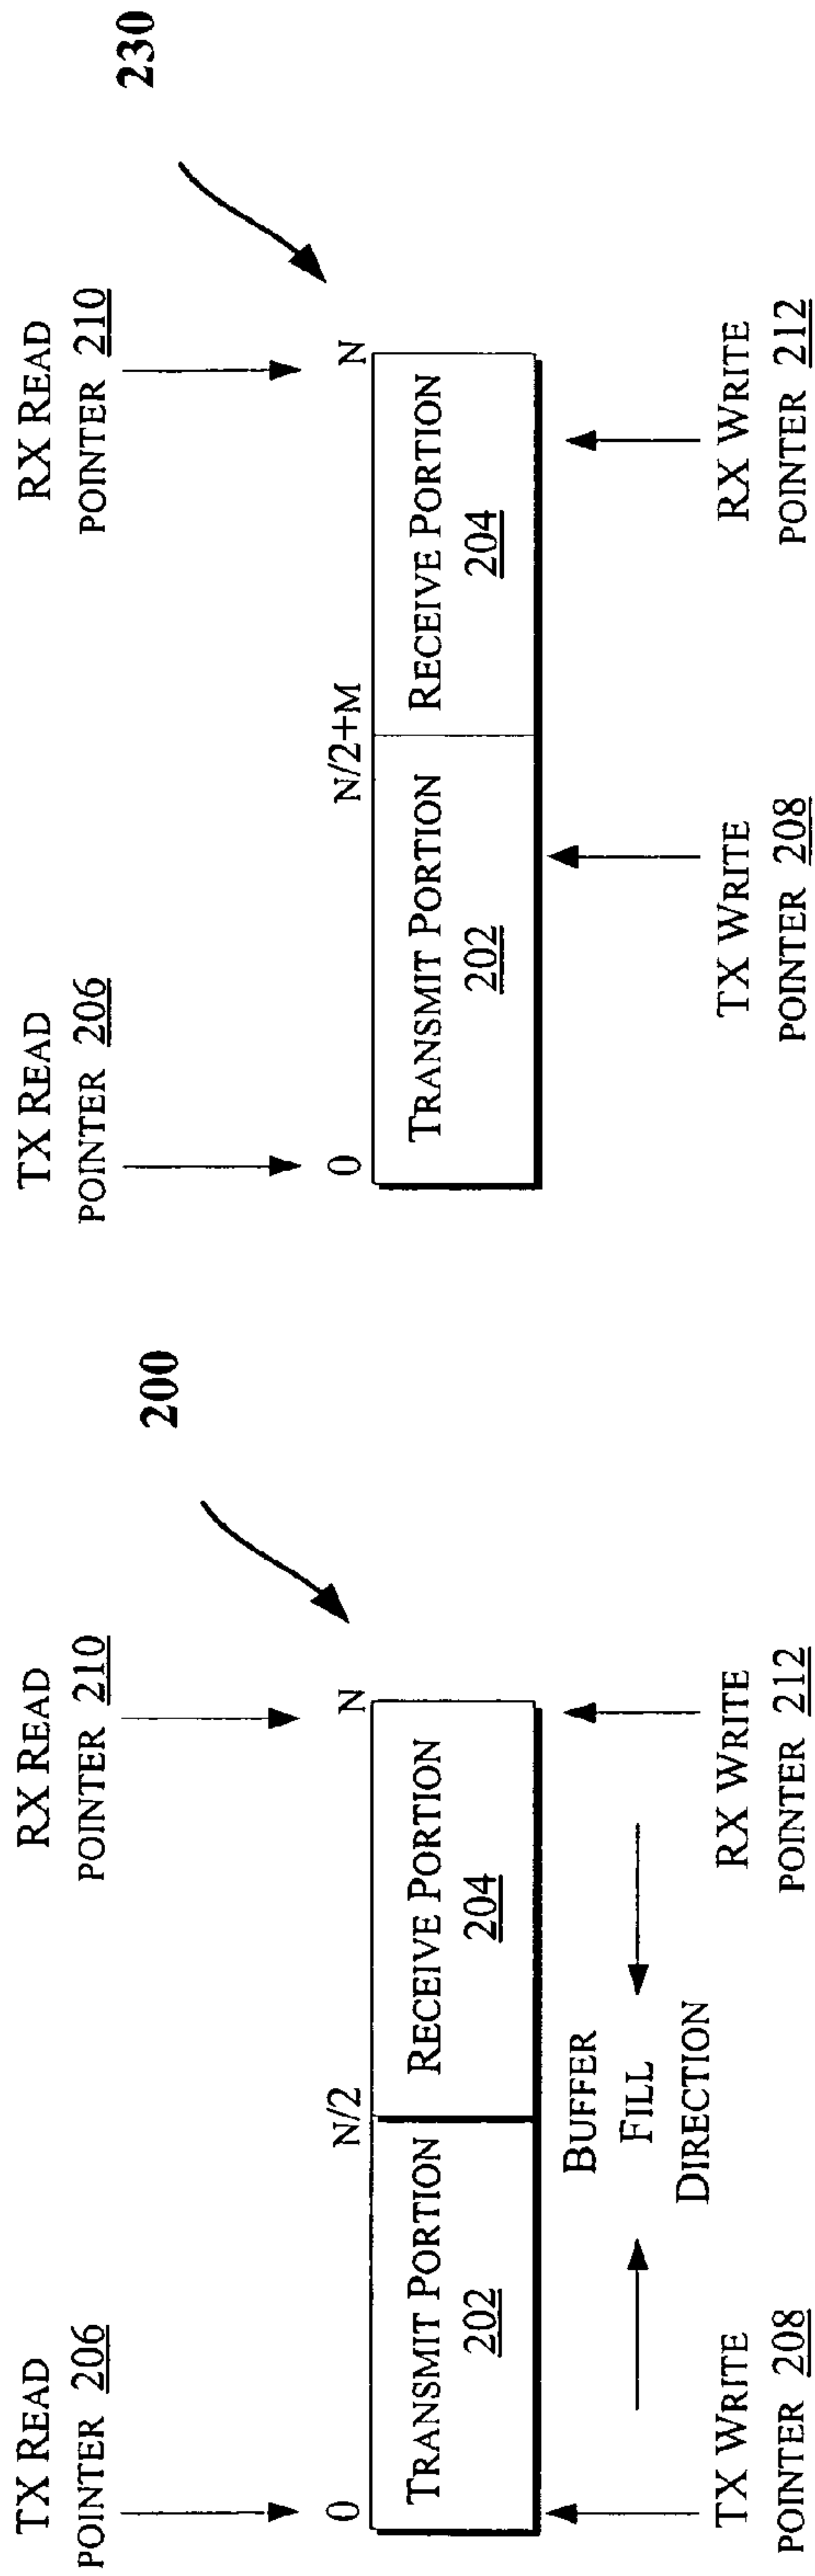 200
TX READ
POINTER 206
RX READ
POINTER 210
0
N/2
N
TRANSMIT PORTION
202
RECEIVE PORTION
204
TX WRITE
POINTER 208
BUFFER
FILL
DIRECTION
RX WRITE
POINTER 212
230
TX READ
POINTER 206
RX READ
POINTER 210
0
N/2+M
N
TRANSMIT PORTION
202
RECEIVE PORTION
204
TX WRITE
POINTER 208
RX WRITE
POINTER 212